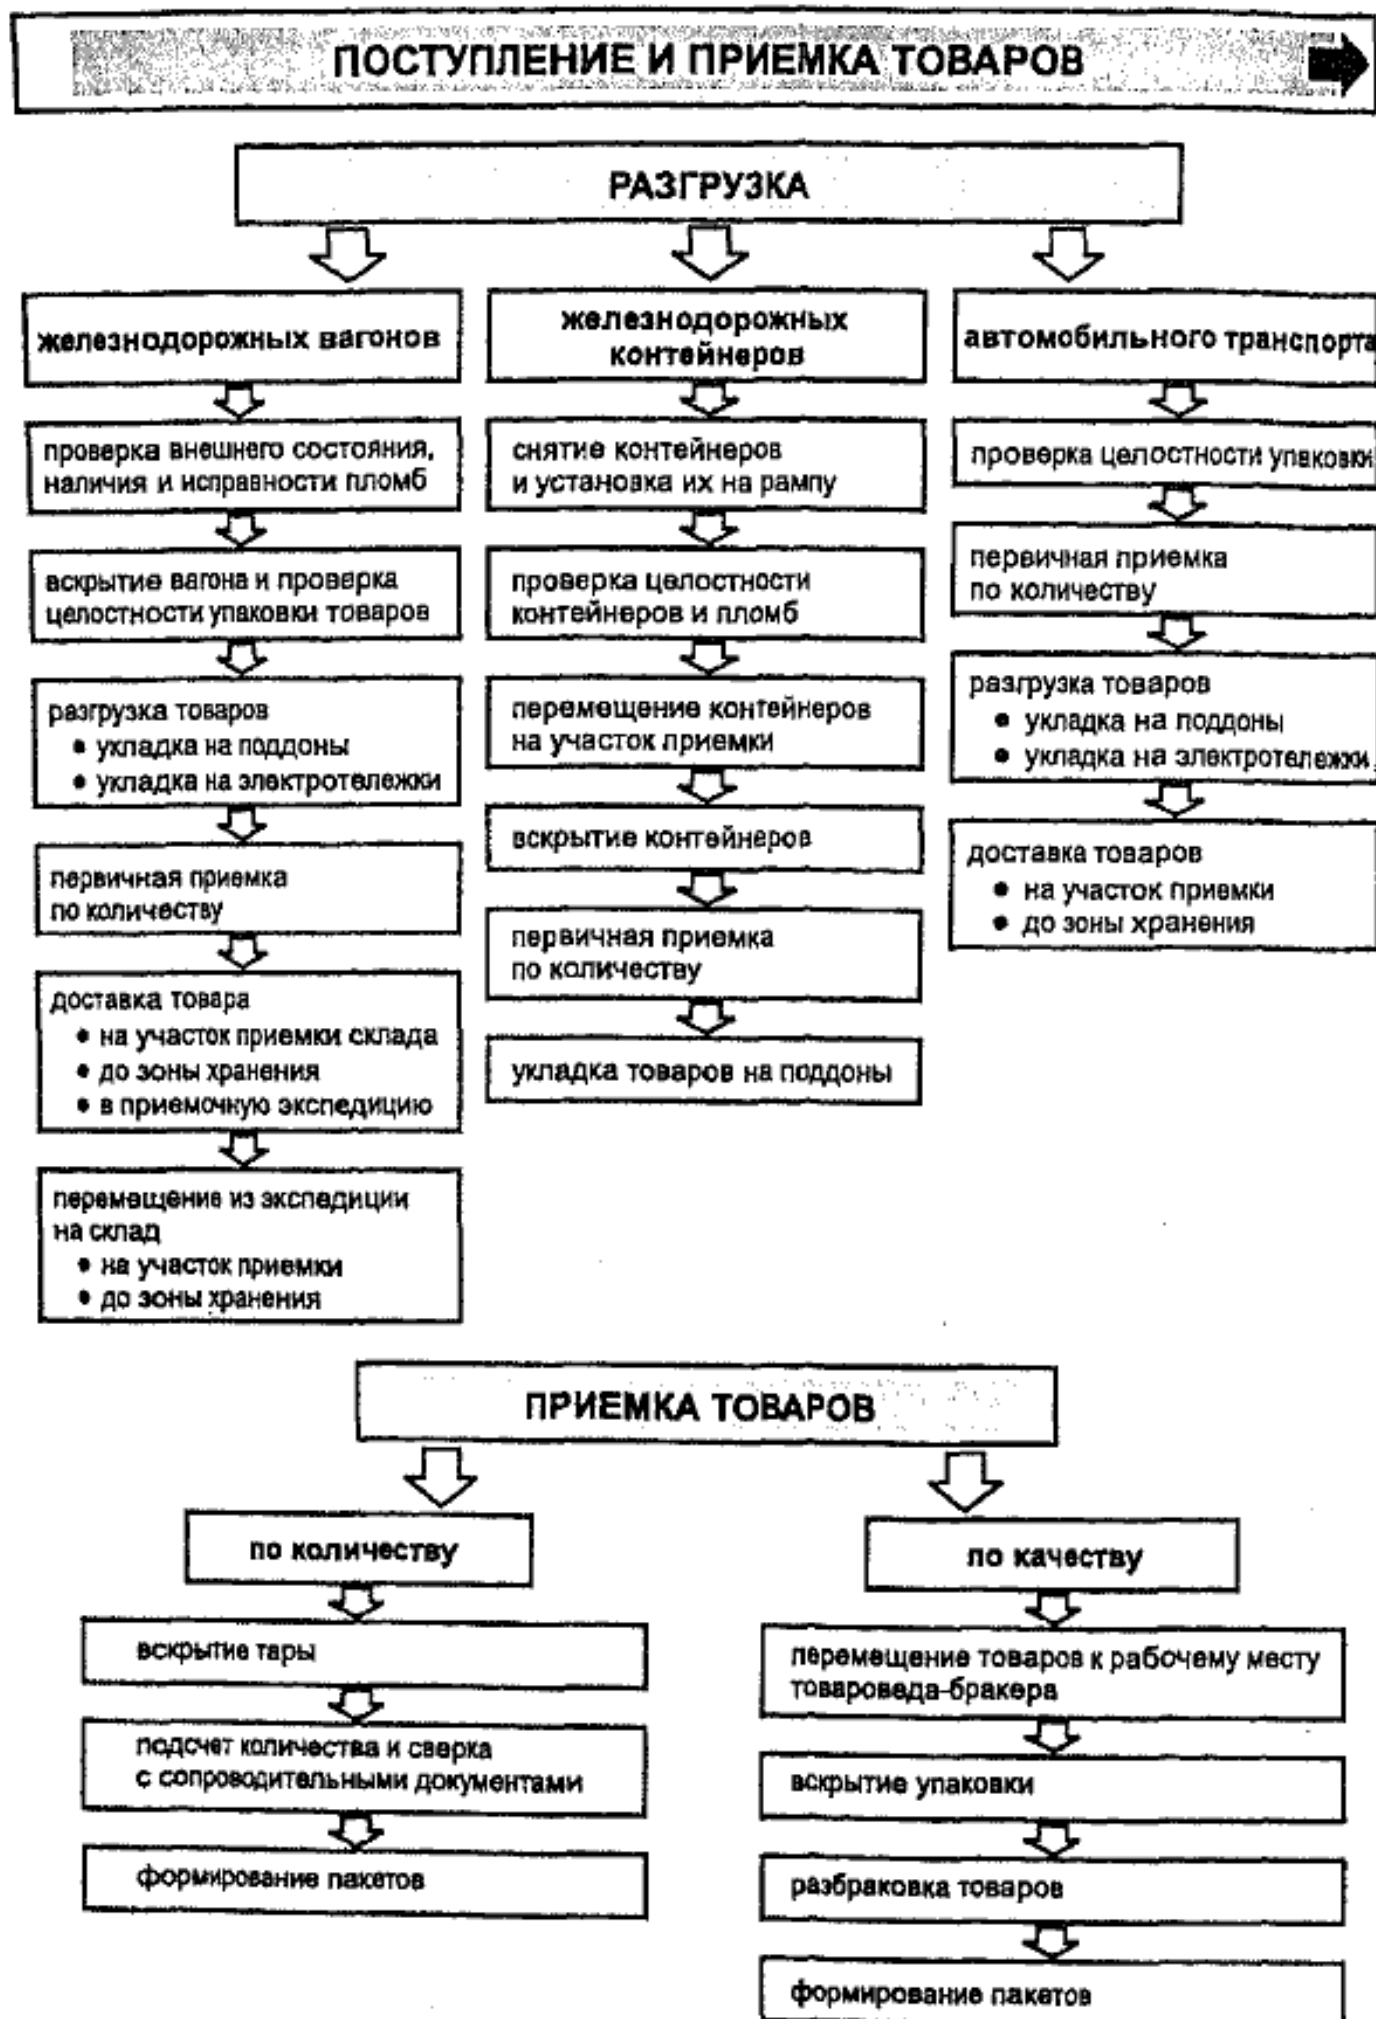 ПОСТУПЛЕНИЕ И ПРИЕМКА ТОВАРОВ
РАЗГРУЗКА
железнодорожных вагонов
проверка внешнего состояния,
наличия и исправности пломб
вскрытие вагона и проверка
целостности упаковки товаров
разгрузка товаров
• укладка на поддоны
• укладка на электротележки
первичная приемка
по количеству
доставка товара
• на участок приемки склада
• до зоны хранения
• в приемочную экспедицию
перемещение из экспедиции
на склад
• на участок приемки
• до зоны хранения
железнодорожных
контейнеров
снятие контейнеров
и установка их на рампу
проверка целостности
контейнеров и пломб
перемещение контейнеров
на участок приемки
вскрытие контейнеров
первичная приемка
по количеству
укладка товаров на поддоны
автомобильного транспорта
проверка целостности упаковки
первичная приемка
по количеству
разгрузка товаров
• укладка на поддоны
• укладка на электротележки
доставка товаров
• на участок приемки
• до зоны хранения
ПРИЕМКА ТОВАРОВ
по количеству
вскрытие тары
подсчет количества и сверка
с сопроводительными документами
формирование пакетов
по качеству
перемещение товаров к рабочему месту
товароведа-бракера
вскрытие упаковки
разбраковка товаров
формирование пакетов